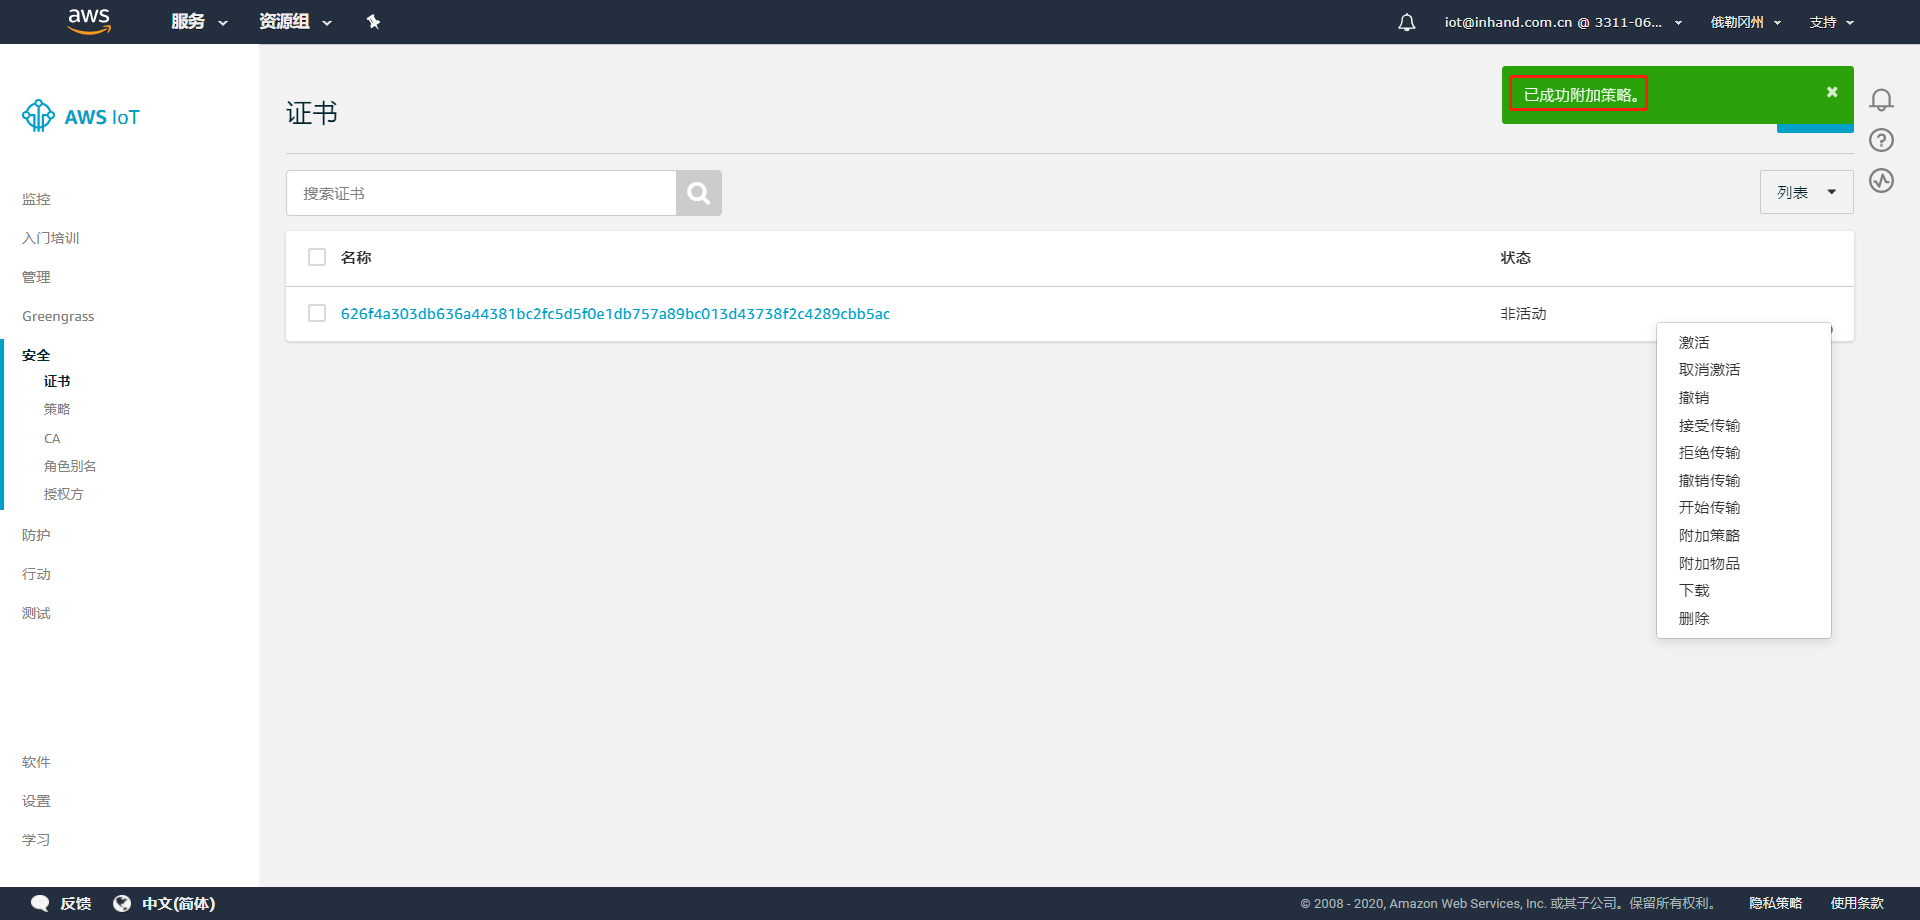 aws 服务 资源组 iot@inhand.com.cn @ 3311-06... 俄勒冈州 支持
AWS IoT
监控
入门培训
管理
Greengrass
安全
证书
策略
CA
角色别名
授权方
防护
行动
测试
软件
设置
学习
证书
已成功附加策略。
搜索证书
列表
名称 状态
626f4a303db636a44381bc2fc5d5f0e1db757a89bc013d43738f2c4289cbb5ac 非活动
激活
取消激活
撤销
接受传输
拒绝传输
撤销传输
开始传输
附加策略
附加物品
下载
删除
反馈 中文(简体) © 2008 - 2020, Amazon Web Services, Inc. 或其子公司。保留所有权利。 隐私策略 使用条款